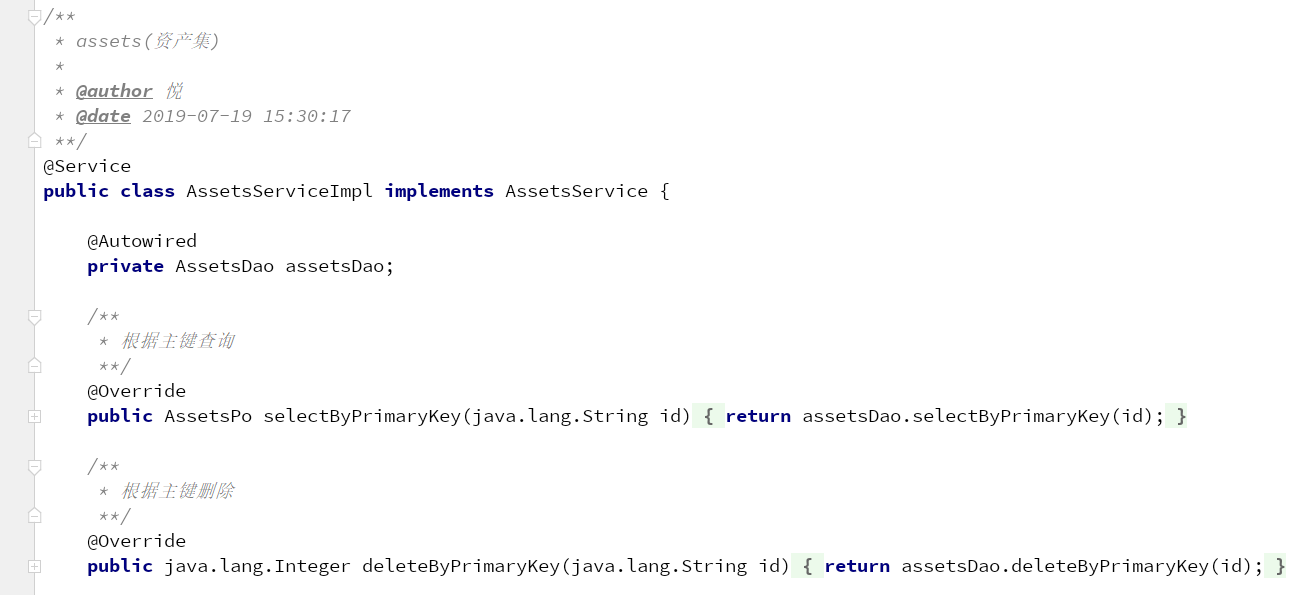 /**
 * assets(资产集)
 *
 * @author 悦
 * @date 2019-07-19 15:30:17
 **/
@Service
public class AssetsServiceImpl implements AssetsService {
    @Autowired
    private AssetsDao assetsDao;
    /**
     * 根据主键查询
     **/
    @Override
    public AssetsPo selectByPrimaryKey(java.lang.String id) { return assetsDao.selectByPrimaryKey(id); }
    /**
     * 根据主键删除
     **/
    @Override
    public java.lang.Integer deleteByPrimaryKey(java.lang.String id) { return assetsDao.deleteByPrimaryKey(id); }